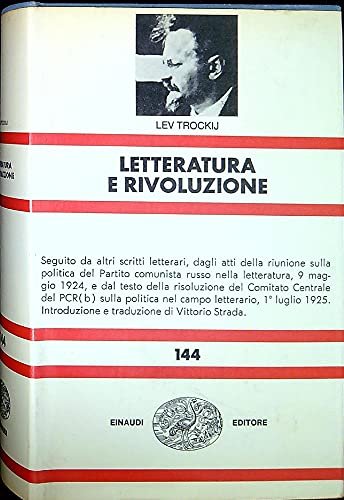 LEV TROCKIJ
LETTERATURA
E RIVOLUZIONE
Seguito da altri scritti letterari, dagli atti della riunione sulla
politica del Partito comunista russo nella letteratura, 9 mag-
gio 1924, e dal testo della risoluzione del Comitato Centrale
del PCR(b) sulla politica nel campo letterario, 1° luglio 1925.
Introduzione e traduzione di Vittorio Strada.
144
EINAUDI EDITORE